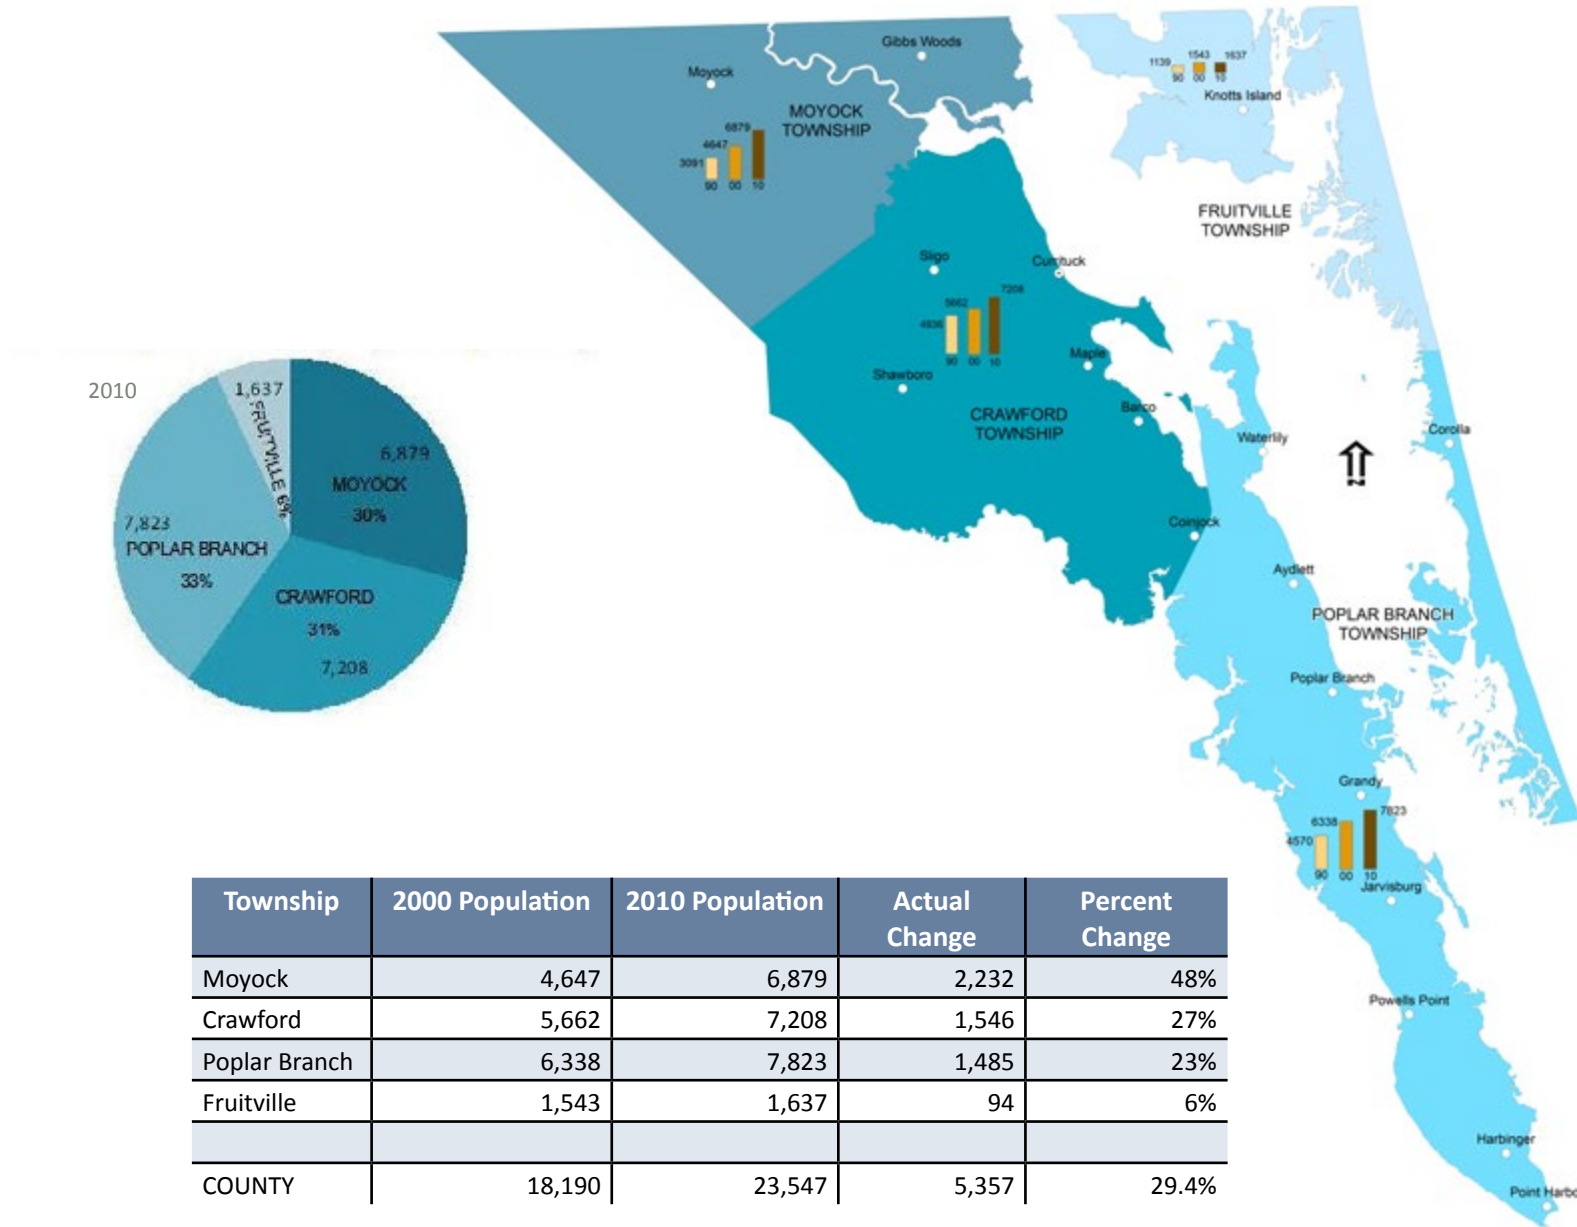 Gibbs Woods
Moyock
MOYOCK
TOWNSHIP
3091 4647 6879
90 00 10
1139 1543 1637
90 00 10
Knotts Island
FRUITVILLE
TOWNSHIP
Sligo
Currituck
4936 5662 7208
90 00 10
Maple
Shawboro
CRAWFORD
TOWNSHIP
Barco
Waterlily
Corolla
Coinjock
Aydlett
POPLAR BRANCH
TOWNSHIP
Poplar Branch
Grandy
4570 6338 7823
90 00 10
Jarvisburg
Powells Point
Harbinger
Point Harbo
2010
1,637
FRUITVILLE 6%
6,879
MOYOCK
30%
7,823
POPLAR BRANCH
33%
CRAWFORD
31%
7,208
Township 2000 Population 2010 Population Actual Change Percent Change
Moyock 4,647 6,879 2,232 48%
Crawford 5,662 7,208 1,546 27%
Poplar Branch 6,338 7,823 1,485 23%
Fruitville 1,543 1,637 94 6%
COUNTY 18,190 23,547 5,357 29.4%